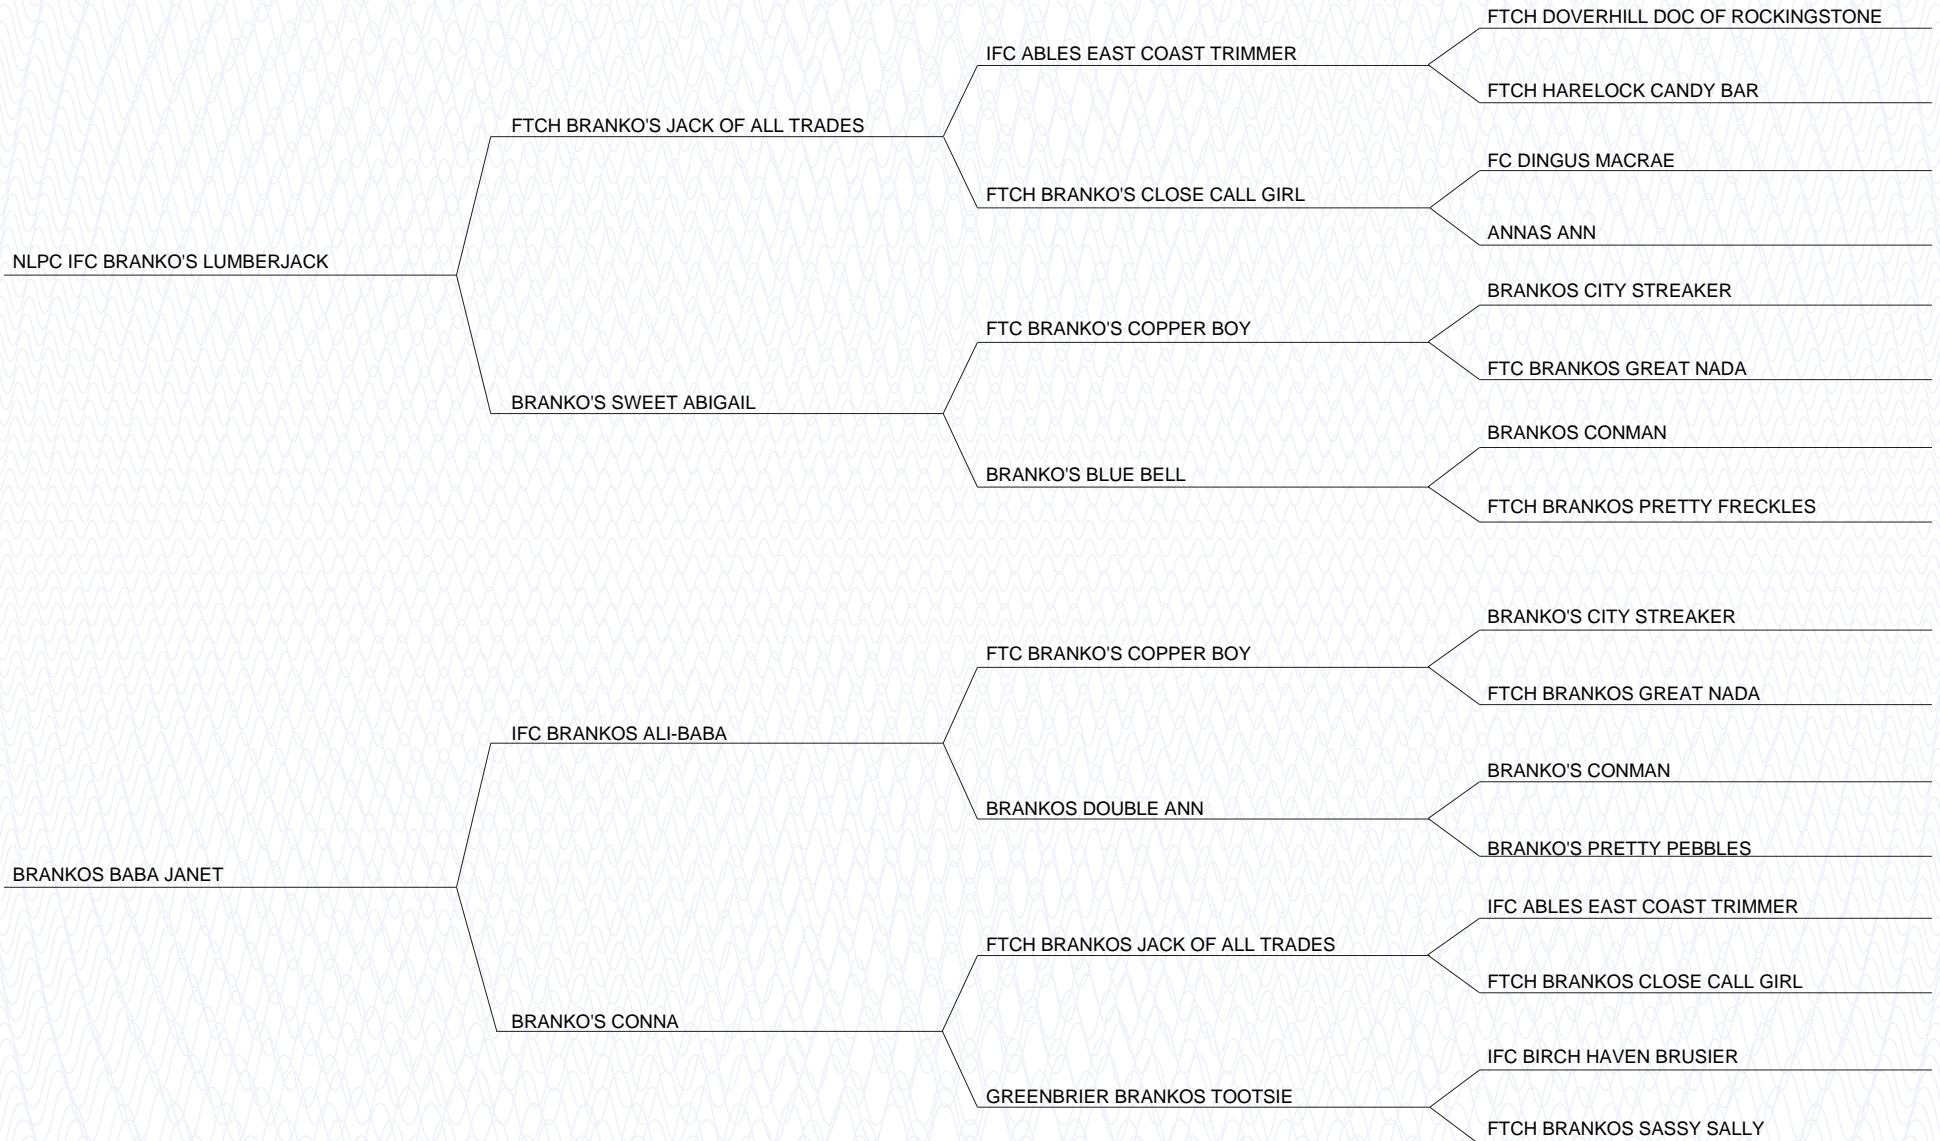 FTCH DOVERHILL DOC OF ROCKINGSTONE
IFC ABLES EAST COAST TRIMMER
FTCH HARELOCK CANDY BAR
FTCH BRANKO'S JACK OF ALL TRADES
FC DINGUS MACRAE
FTCH BRANKO'S CLOSE CALL GIRL
ANNAS ANN
NLPC IFC BRANKO'S LUMBERJACK
BRANKOS CITY STREAKER
FTC BRANKO'S COPPER BOY
FTC BRANKOS GREAT NADA
BRANKO'S SWEET ABIGAIL
BRANKOS CONMAN
BRANKO'S BLUE BELL
FTCH BRANKOS PRETTY FRECKLES
BRANKO'S CITY STREAKER
FTC BRANKO'S COPPER BOY
FTCH BRANKOS GREAT NADA
IFC BRANKOS ALI-BABA
BRANKO'S CONMAN
BRANKOS DOUBLE ANN
BRANKO'S PRETTY PEBBLES
BRANKOS BABA JANET
IFC ABLES EAST COAST TRIMMER
FTCH BRANKOS JACK OF ALL TRADES
FTCH BRANKOS CLOSE CALL GIRL
BRANKO'S CONNA
IFC BIRCH HAVEN BRUSIER
GREENBRIER BRANKOS TOOTSIE
FTCH BRANKOS SASSY SALLY